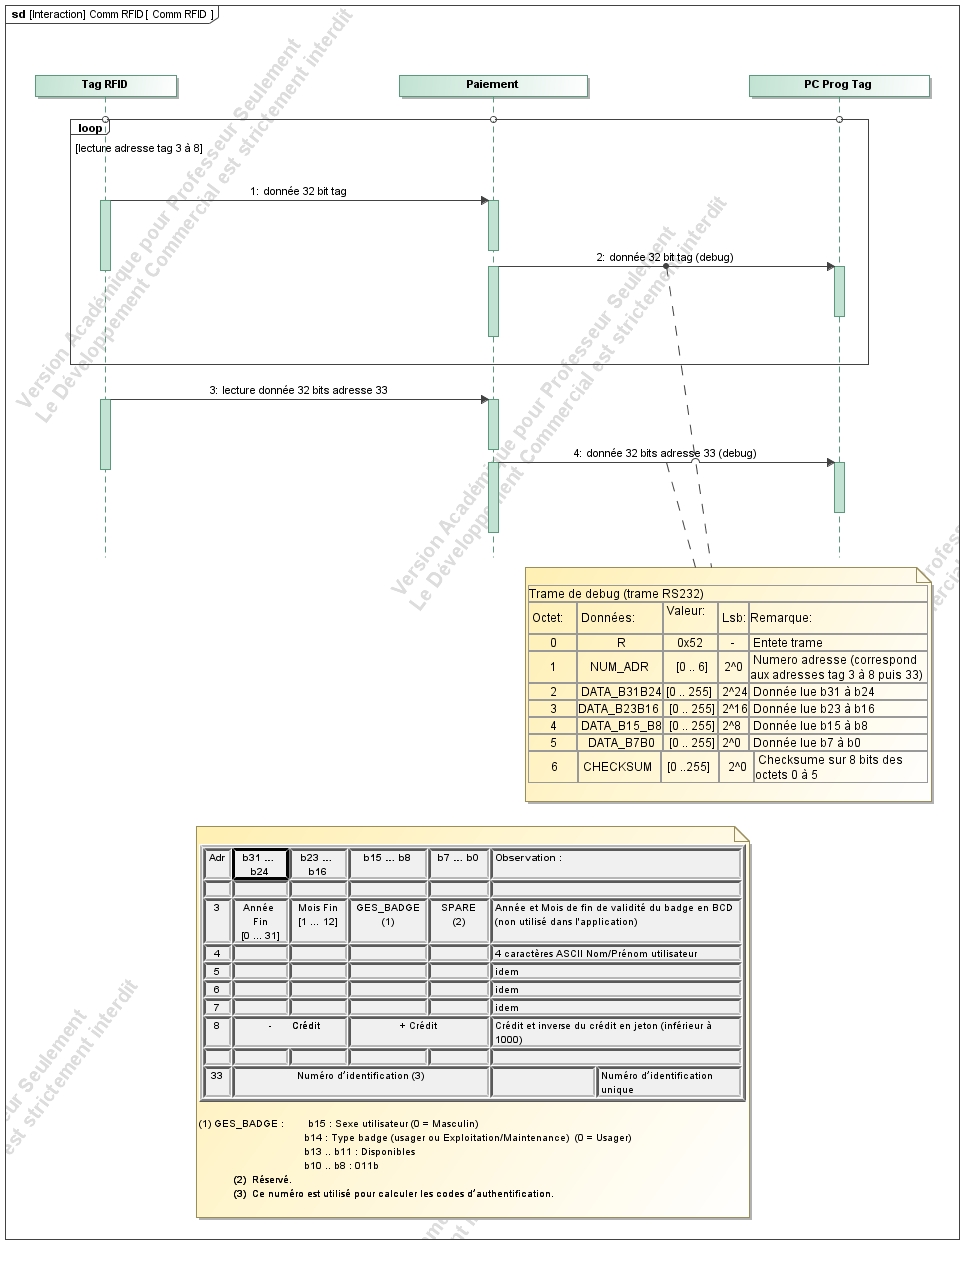 sd [Interaction] Comm RFID [ Comm RFID ]
Tag RFID
Paiement
PC Prog Tag
loop
[lecture adresse tag 3 à 8]
1: donnée 32 bit tag
2: donnée 32 bit tag (debug)
3: lecture donnée 32 bits adresse 33
4: donnée 32 bits adresse 33 (debug)
Version Académique pour Professeur Seulement
Le Développement Commercial est strictement interdit
Version Académique pour Professeur Seulement
Le Développement Commercial est strictement interdit
Trame de debug (trame RS232)
Octet: Données: Valeur: Lsb: Remarque:
0 R 0x52 - Entete trame
1 NUM_ADR [0 .. 6] 2^0 Numero adresse (correspond
aux adresses tag 3 à 8 puis 33)
2 DATA_B31B24 [0 .. 255] 2^24 Donnée lue b31 à b24
3 DATA_B23B16 [0 .. 255] 2^16 Donnée lue b23 à b16
4 DATA_B15_B8 [0 .. 255] 2^8 Donnée lue b15 à b8
5 DATA_B7B0 [0 .. 255] 2^0 Donnée lue b7 à b0
6 CHECKSUM [0 ..255] 2^0 Checksume sur 8 bits des
octets 0 à 5
Adr b31 ... b23 ... b15 ... b8 b7 ... b0 Observation :
b24 b16
3 Année Mois Fin GES_BADGE SPARE Année et Mois de fin de validité du badge en BCD
Fin [1 ... 12] (1) (2) (non utilisé dans l'application)
[0 ... 31]
4 4 caractères ASCII Nom/Prénom utilisateur
5 idem
6 idem
7 idem
8 - Crédit + Crédit Crédit et inverse du crédit en jeton (inférieur à
1000)
33 Numéro d'identification (3) Numéro d'identification
unique
(1) GES_BADGE : b15 : Sexe utilisateur (0 = Masculin)
b14 : Type badge (usager ou Exploitation/Maintenance) (0 = Usager)
b13 .. b11 : Disponibles
b10 .. b8 : 011b
(2) Réservé.
(3) Ce numéro est utilisé pour calculer les codes d'authentification.